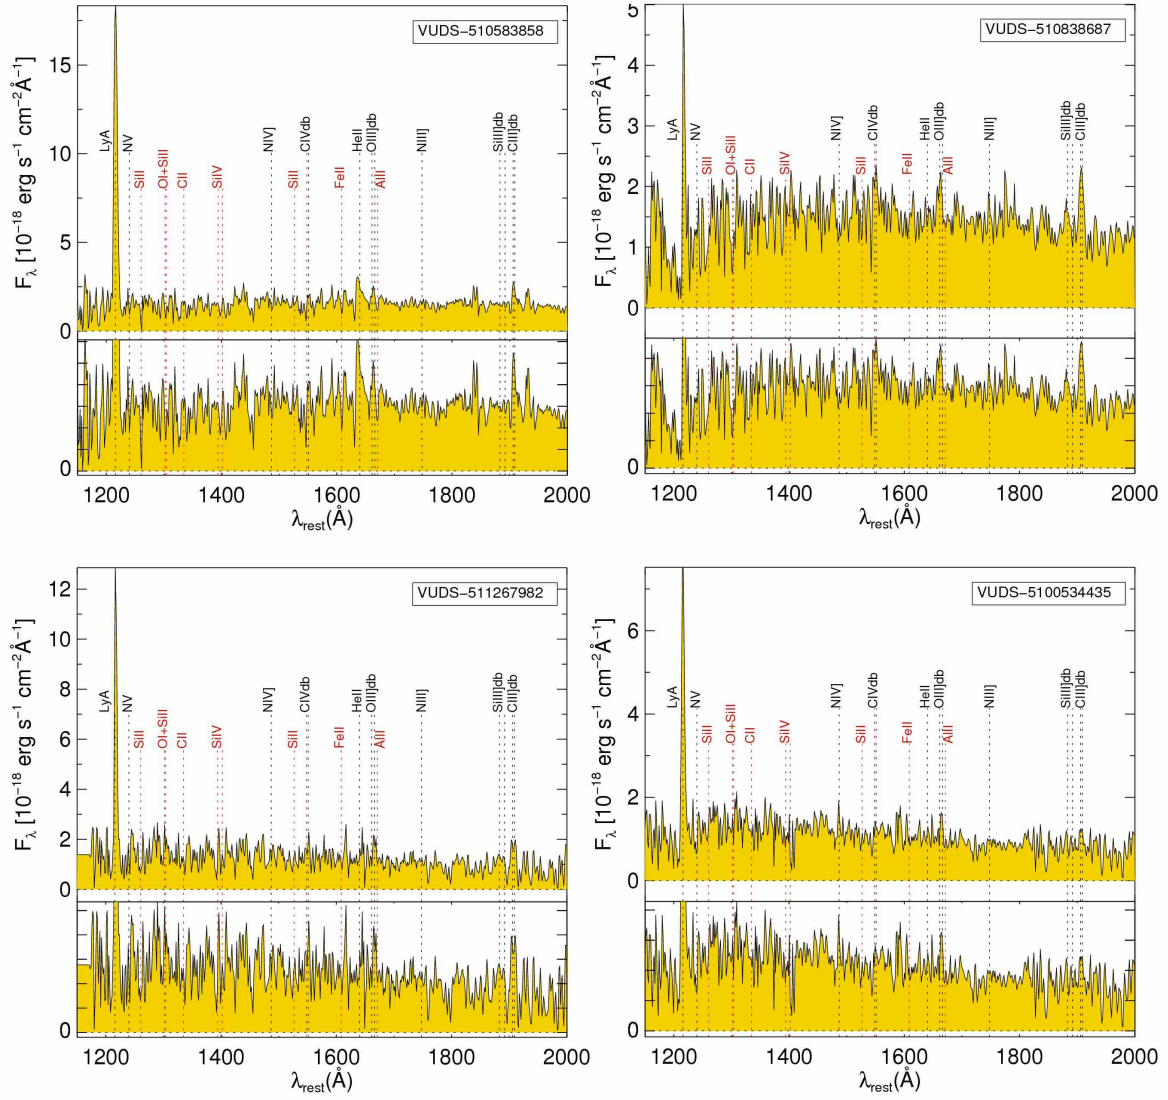 VUDS−510583858
15
10
5
0
0
F_λ [10⁻¹⁸ erg s⁻¹ cm⁻²Å⁻¹]
LyA
NV
SiII
OI+SiII
CII
SiIV
NIV]
SiII
CIVdb
FeII
HeII
OIII]db
AlII
NIII]
SiIII]db
CIII]db
1200 1400 1600 1800 2000
λ_rest(Å)
VUDS−510838687
5
4
3
2
1
0
0
F_λ [10⁻¹⁸ erg s⁻¹ cm⁻²Å⁻¹]
LyA
NV
SiII
OI+SiII
CII
SiIV
NIV]
SiII
CIVdb
FeII
HeII
OIII]db
AlII
NIII]
SiIII]db
CIII]db
1200 1400 1600 1800 2000
λ_rest(Å)
VUDS−511267982
12
10
8
6
4
2
0
0
F_λ [10⁻¹⁸ erg s⁻¹ cm⁻²Å⁻¹]
LyA
NV
SiII
OI+SiII
CII
SiIV
NIV]
SiII
CIVdb
FeII
HeII
OIII]db
AlII
NIII]
SiIII]db
CIII]db
1200 1400 1600 1800 2000
λ_rest(Å)
VUDS−5100534435
6
4
2
0
0
F_λ [10⁻¹⁸ erg s⁻¹ cm⁻²Å⁻¹]
LyA
NV
SiII
OI+SiII
CII
SiIV
NIV]
SiII
CIVdb
FeII
HeII
OIII]db
AlII
NIII]
SiIII]db
CIII]db
1200 1400 1600 1800 2000
λ_rest(Å)